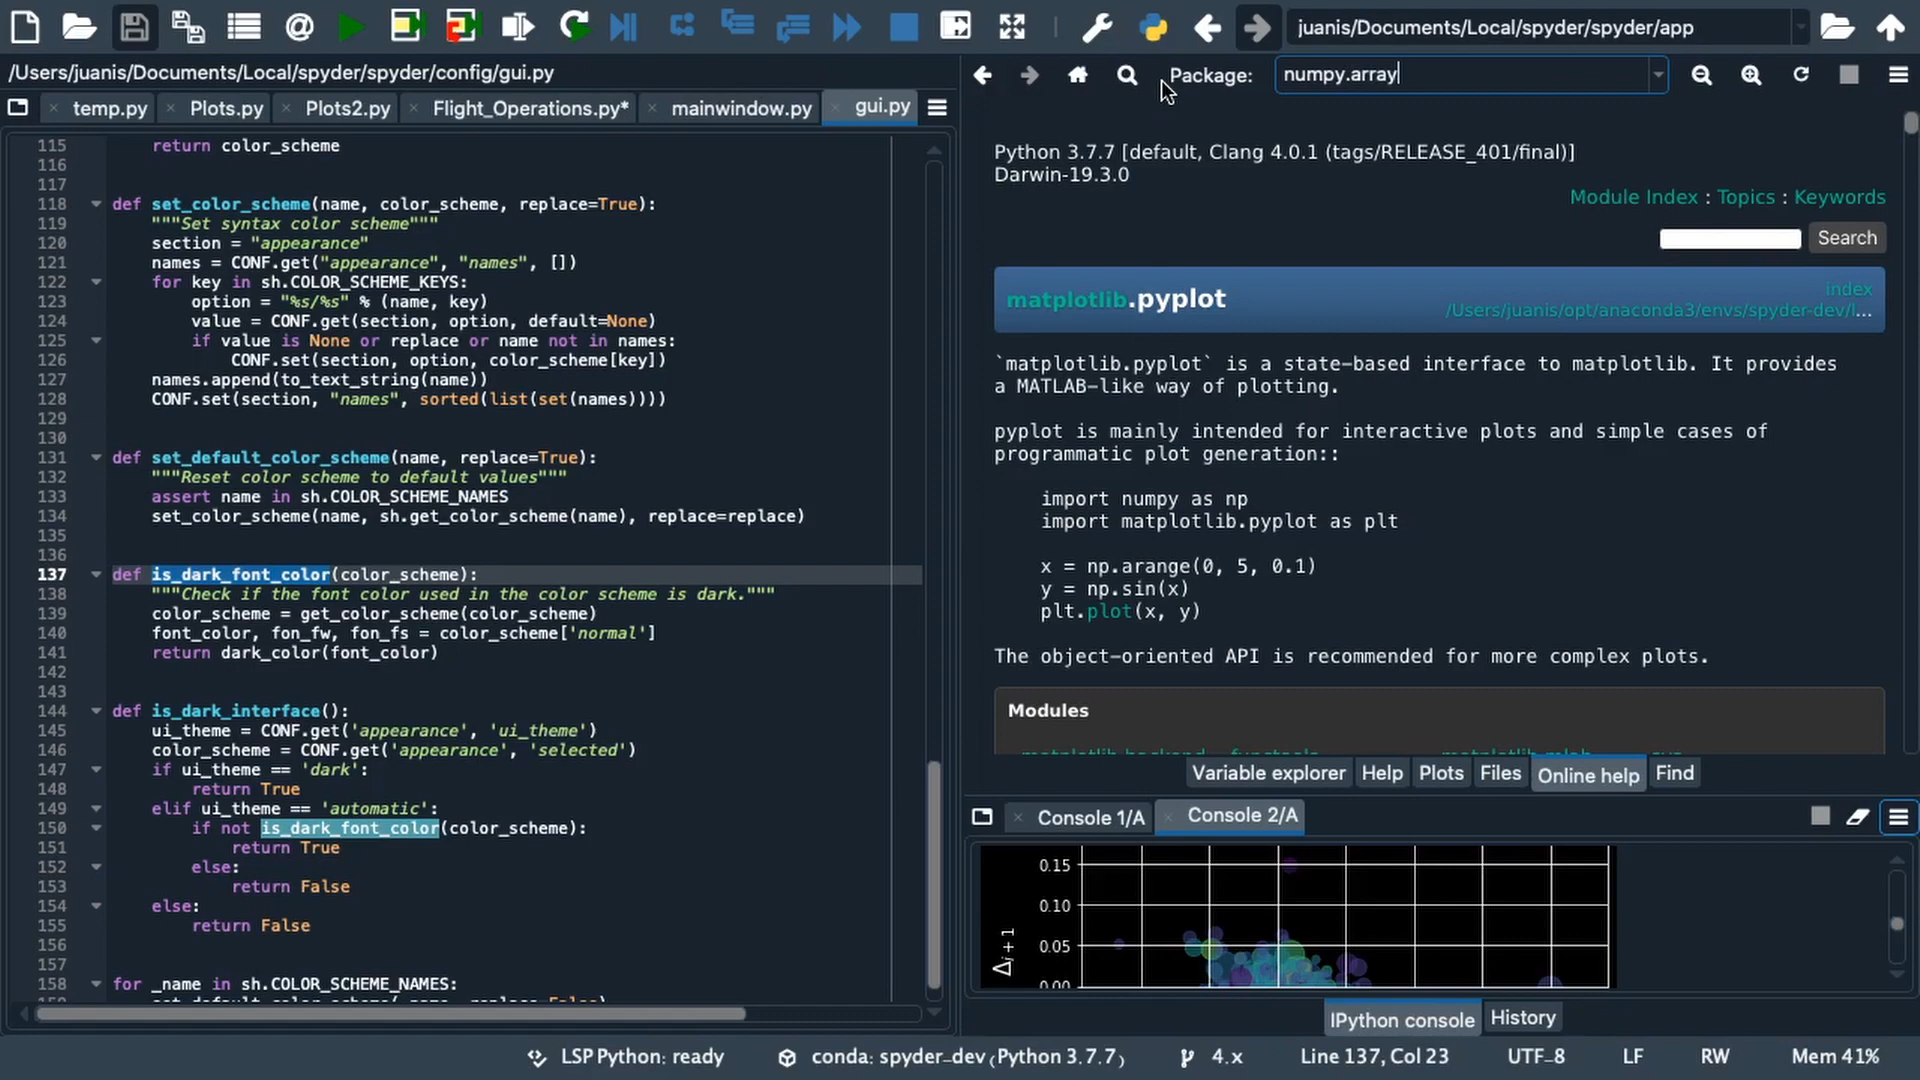 juanis/Documents/Local/spyder/spyder/app
/Users/juanis/Documents/Local/spyder/spyder/config/gui.py
temp.py
Plots.py
Plots2.py
Flight_Operations.py*
mainwindow.py
gui.py
115 return color_scheme
116
117
118 def set_color_scheme(name, color_scheme, replace=True):
119 """Set syntax color scheme"""
120 section = "appearance"
121 names = CONF.get("appearance", "names", [])
122 for key in sh.COLOR_SCHEME_KEYS:
123 option = "%s/%s" % (name, key)
124 value = CONF.get(section, option, default=None)
125 if value is None or replace or name not in names:
126 CONF.set(section, option, color_scheme[key])
127 names.append(to_text_string(name))
128 CONF.set(section, "names", sorted(list(set(names))))
129
130
131 def set_default_color_scheme(name, replace=True):
132 """Reset color scheme to default values"""
133 assert name in sh.COLOR_SCHEME_NAMES
134 set_color_scheme(name, sh.get_color_scheme(name), replace=replace)
135
136
137 def is_dark_font_color(color_scheme):
138 """Check if the font color used in the color scheme is dark."""
139 color_scheme = get_color_scheme(color_scheme)
140 font_color, fon_fw, fon_fs = color_scheme['normal']
141 return dark_color(font_color)
142
143
144 def is_dark_interface():
145 ui_theme = CONF.get('appearance', 'ui_theme')
146 color_scheme = CONF.get('appearance', 'selected')
147 if ui_theme == 'dark':
148 return True
149 elif ui_theme == 'automatic':
150 if not is_dark_font_color(color_scheme):
151 return True
152 else:
153 return False
154 else:
155 return False
156
157
158 for _name in sh.COLOR_SCHEME_NAMES:
Package: numpy.array
Python 3.7.7 [default, Clang 4.0.1 (tags/RELEASE_401/final)]
Darwin-19.3.0
Module Index : Topics : Keywords
Search
matplotlib.pyplot
index
/Users/juanis/opt/anaconda3/envs/spyder-dev/l...
`matplotlib.pyplot` is a state-based interface to matplotlib. It provides
a MATLAB-like way of plotting.
pyplot is mainly intended for interactive plots and simple cases of
programmatic plot generation::
import numpy as np
import matplotlib.pyplot as plt
x = np.arange(0, 5, 0.1)
y = np.sin(x)
plt.plot(x, y)
The object-oriented API is recommended for more complex plots.
Modules
Variable explorer
Help
Plots
Files
Online help
Find
Console 1/A
Console 2/A
0.15
0.10
0.05
0.00
Δj + 1
IPython console
History
LSP Python: ready
conda: spyder-dev (Python 3.7.7)
4.x
Line 137, Col 23
UTF-8
LF
RW
Mem 41%